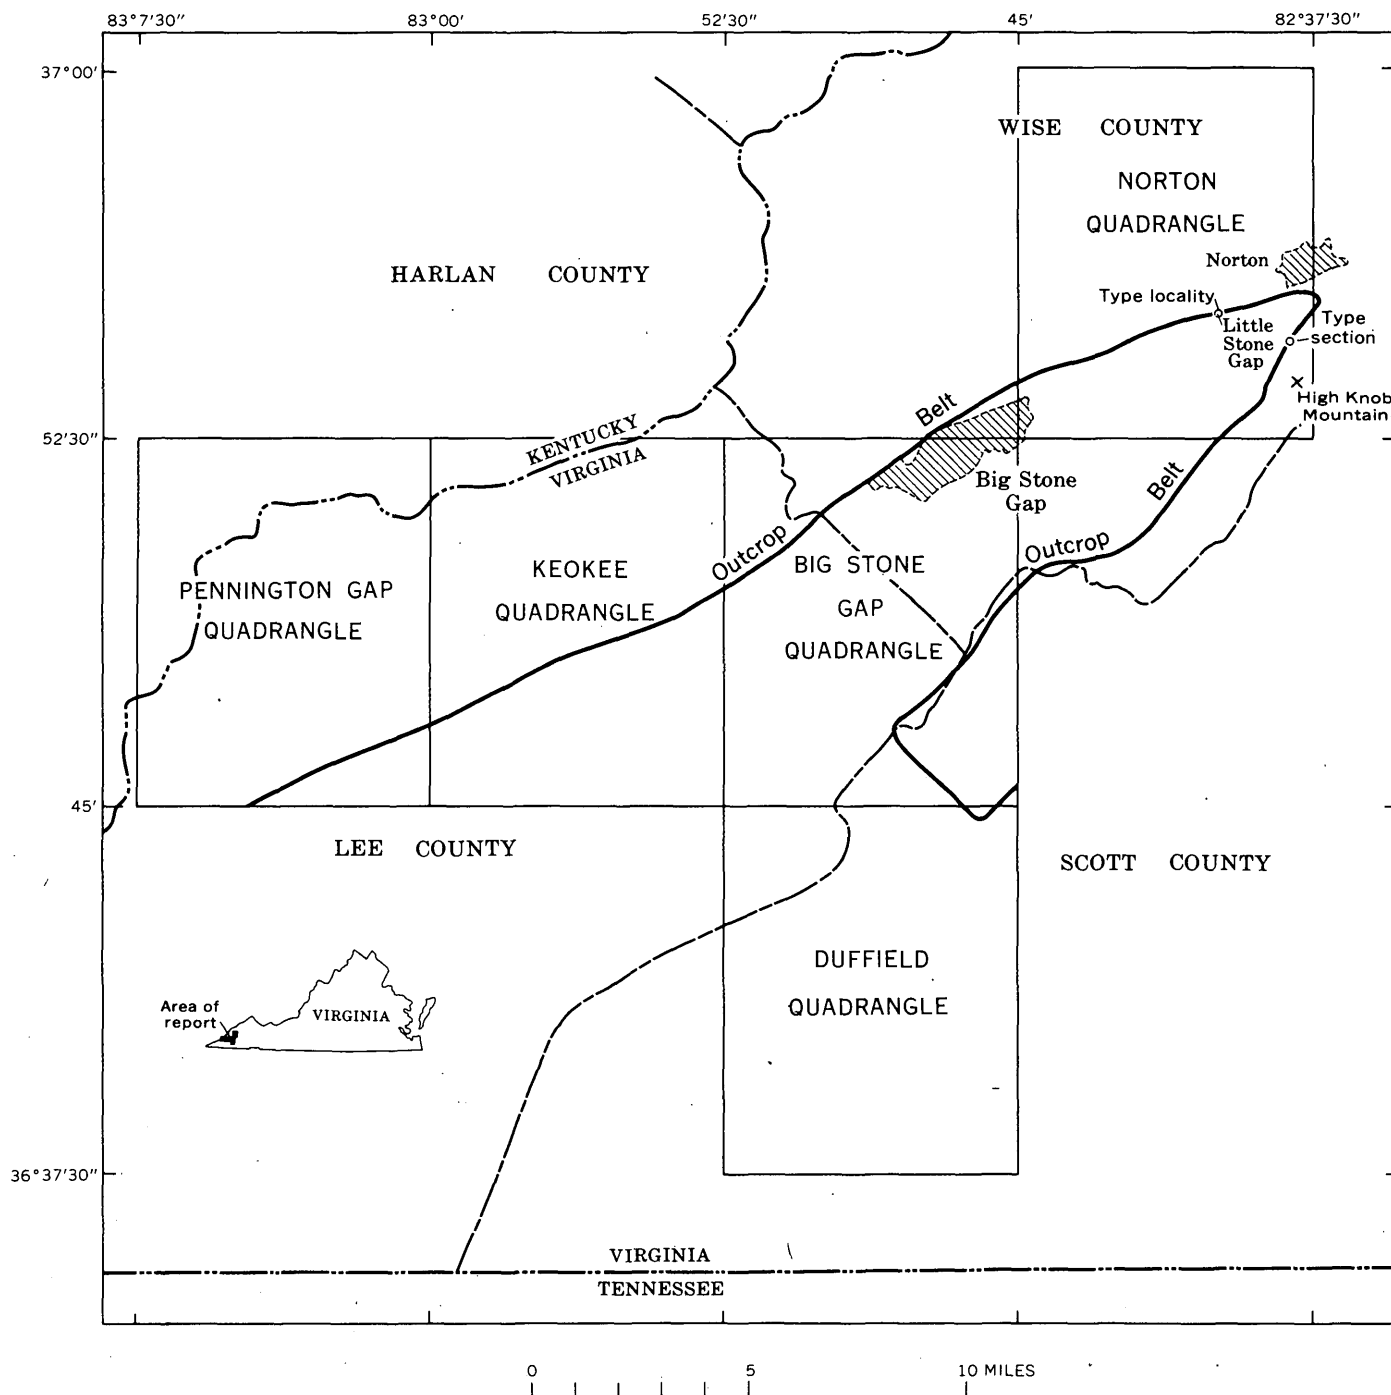 83°7'30" 83°00' 52'30" 45' 82°37'30"
37°00'
WISE COUNTY
NORTON
QUADRANGLE
Norton
HARLAN COUNTY
Type locality
Little
Stone
Gap
Type
section
High Knob
Mountain
Belt
52'30"
KENTUCKY
VIRGINIA
Big Stone
Gap
Belt
Outcrop
Outcrop
KEOKEE
QUADRANGLE
BIG STONE
GAP
QUADRANGLE
PENNINGTON GAP
QUADRANGLE
45'
LEE COUNTY
SCOTT COUNTY
DUFFIELD
QUADRANGLE
Area of
report
VIRGINIA
36°37'30"
VIRGINIA
TENNESSEE
0 5 10 MILES